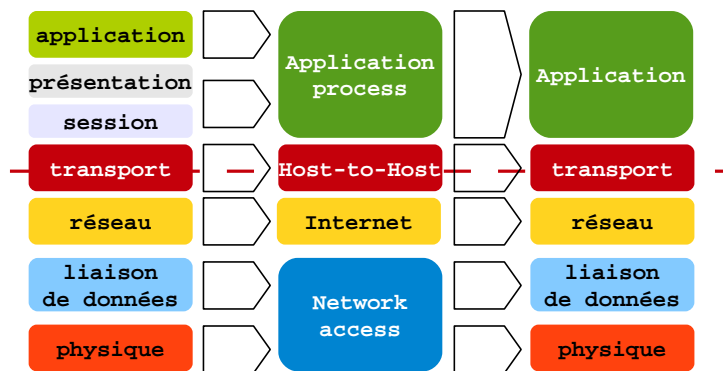 application
présentation
session
transport
réseau
liaison
de données
physique
Application
process
Host-to-Host
Internet
Network
access
Application
transport
réseau
liaison
de données
physique